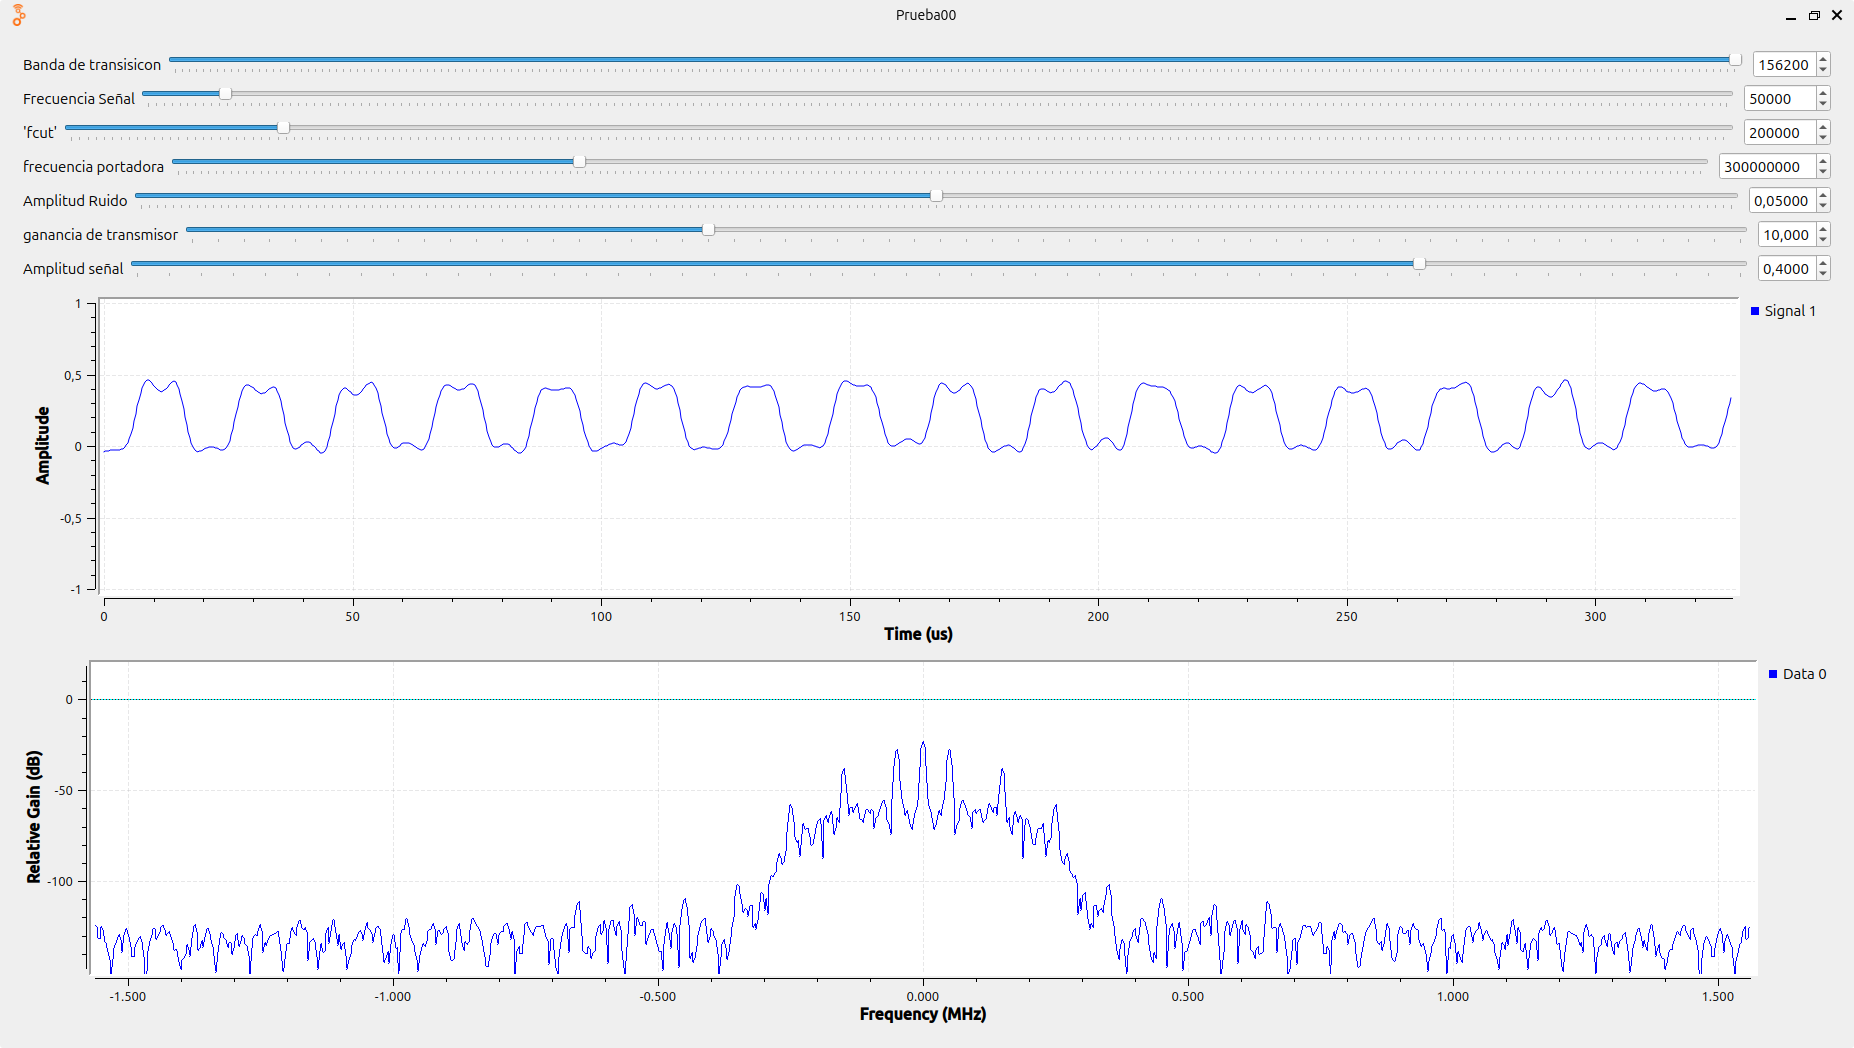 Prueba00
Banda de transisicon 156200
Frecuencia Señal 50000
'fcut' 200000
frecuencia portadora 300000000
Amplitud Ruido 0,05000
ganancia de transmisor 10,000
Amplitud señal 0,4000
1
0,5
0
-0,5
-1
Amplitude
Signal 1
0 50 100 150 200 250 300
Time (us)
0
-50
-100
Relative Gain (dB)
Data 0
-1.500 -1.000 -0.500 0.000 0.500 1.000 1.500
Frequency (MHz)